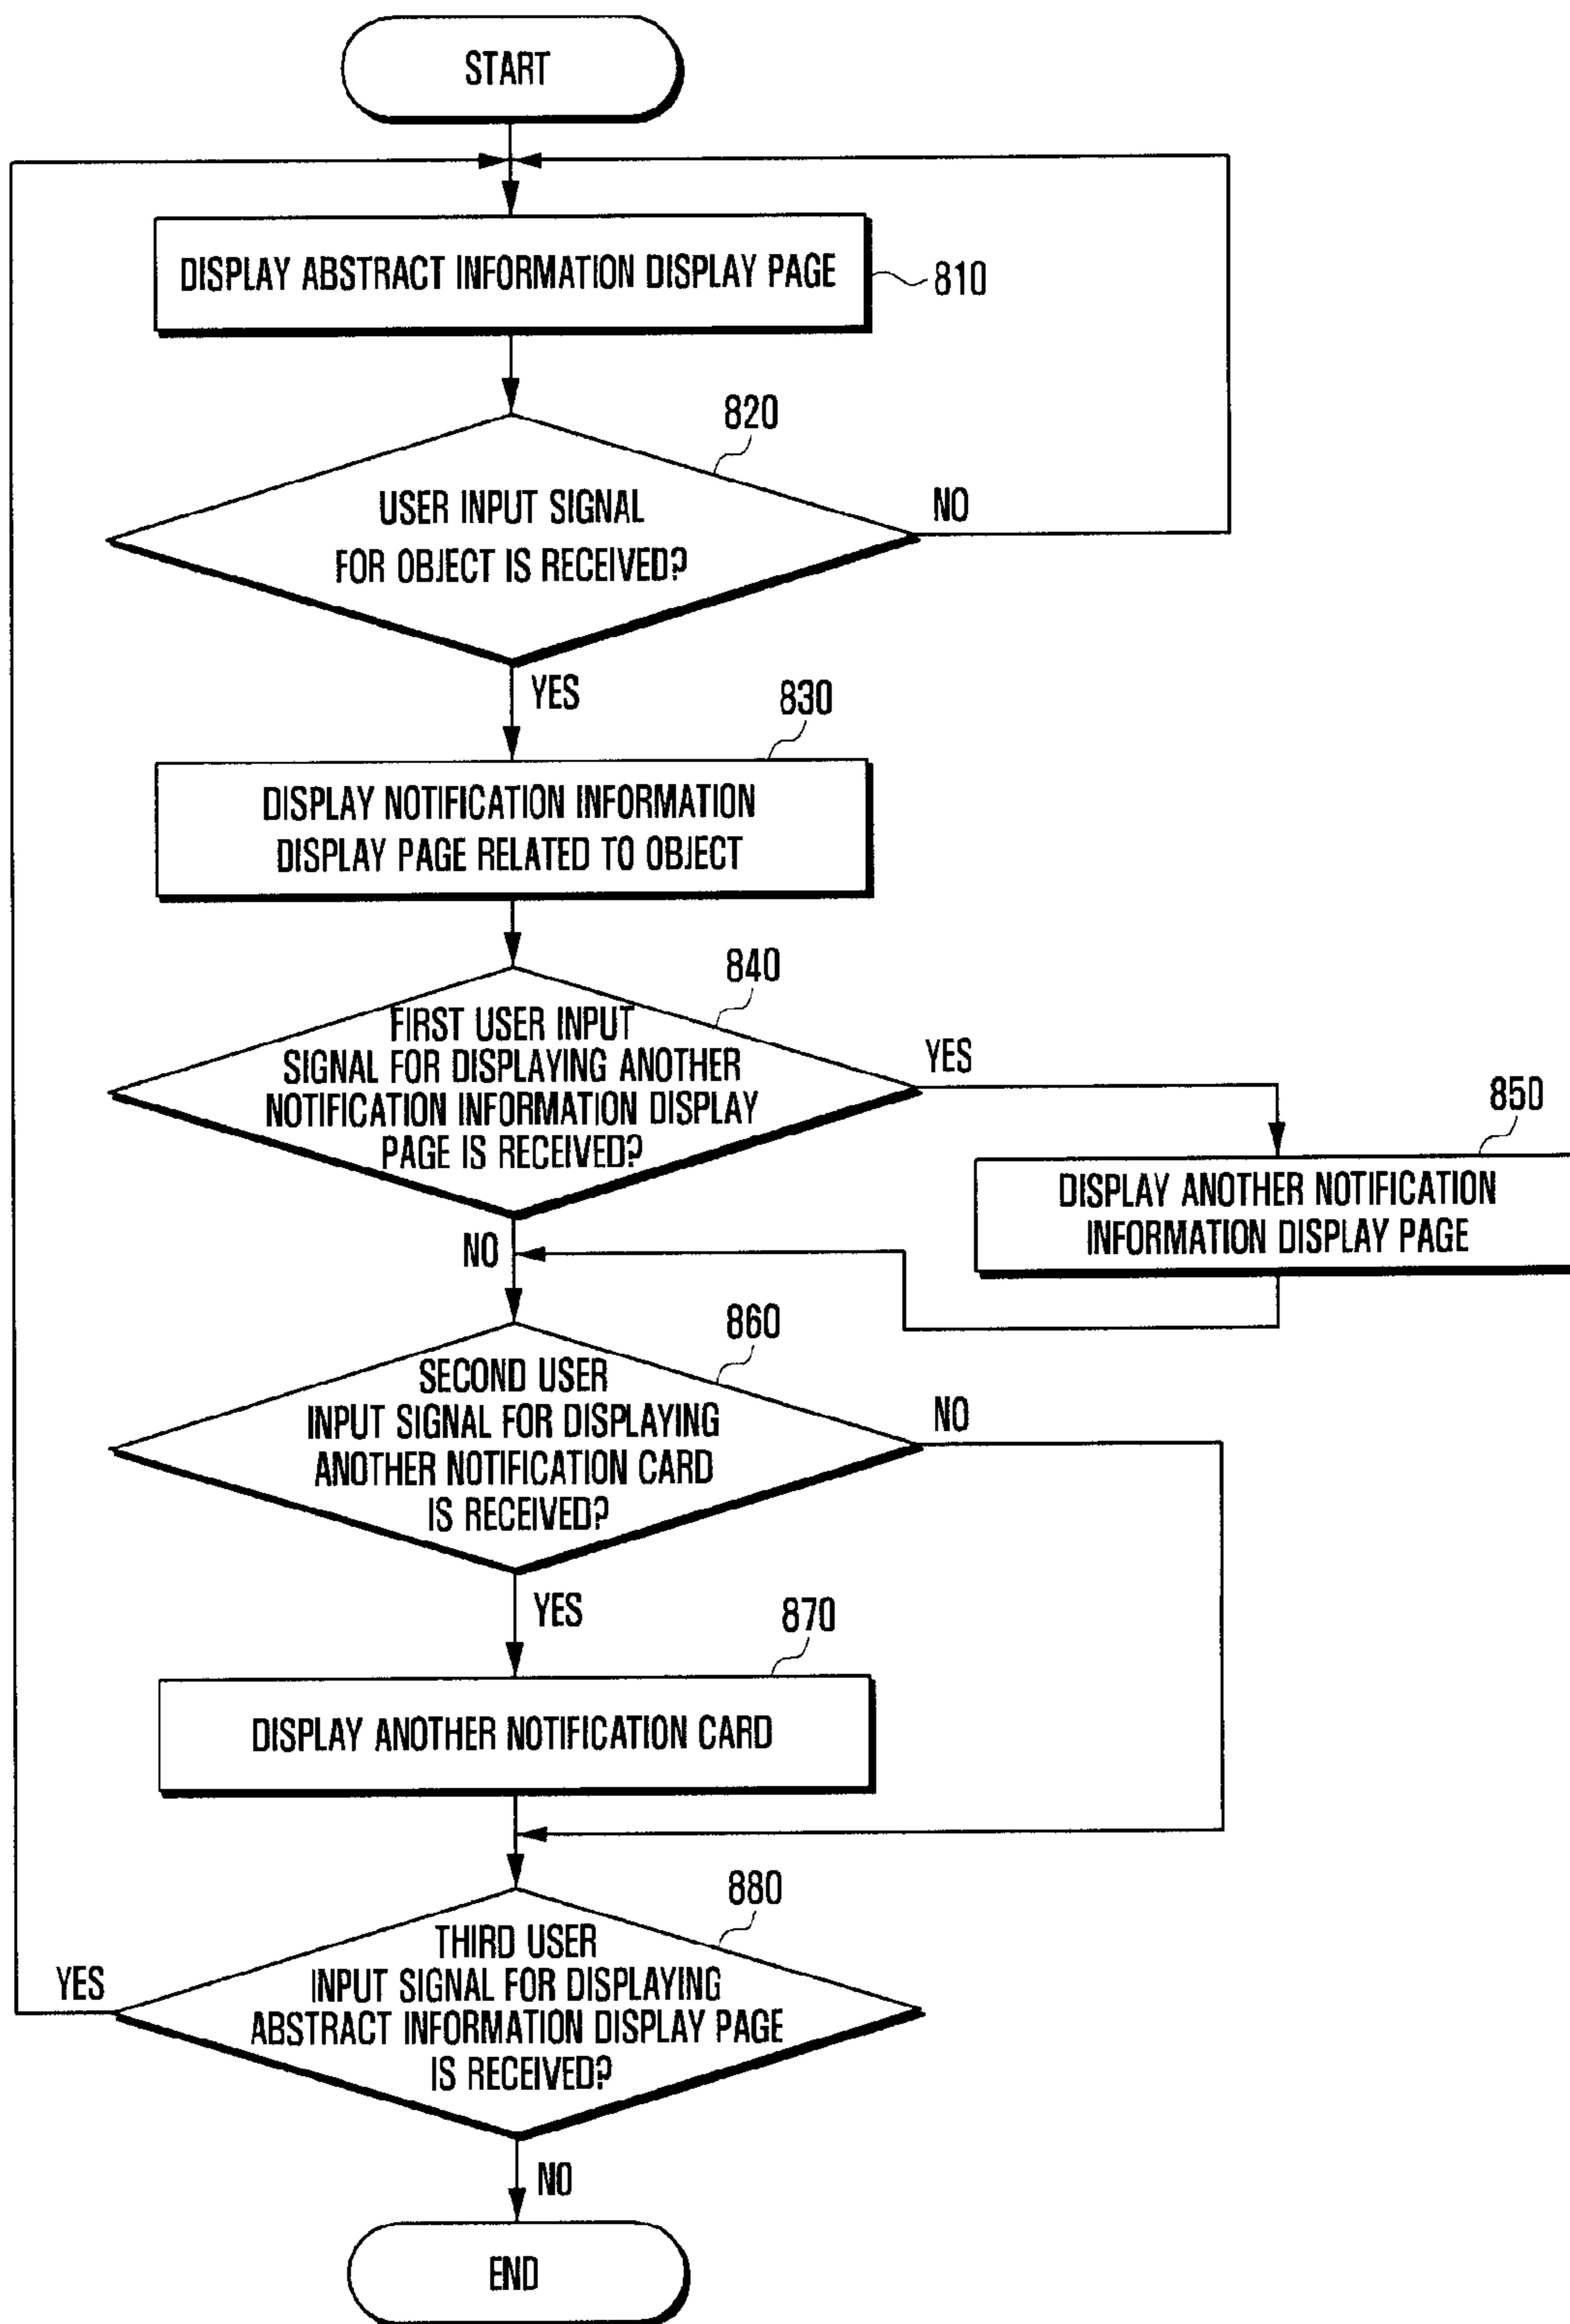 START
DISPLAY ABSTRACT INFORMATION DISPLAY PAGE
810
820
USER INPUT SIGNAL
FOR OBJECT IS RECEIVED?
NO
YES
830
DISPLAY NOTIFICATION INFORMATION
DISPLAY PAGE RELATED TO OBJECT
840
FIRST USER INPUT
SIGNAL FOR DISPLAYING ANOTHER
NOTIFICATION INFORMATION DISPLAY
PAGE IS RECEIVED?
YES
850
DISPLAY ANOTHER NOTIFICATION
INFORMATION DISPLAY PAGE
NO
860
SECOND USER
INPUT SIGNAL FOR DISPLAYING
ANOTHER NOTIFICATION CARD
IS RECEIVED?
NO
YES
870
DISPLAY ANOTHER NOTIFICATION CARD
880
THIRD USER
INPUT SIGNAL FOR DISPLAYING
ABSTRACT INFORMATION DISPLAY PAGE
IS RECEIVED?
YES
NO
END